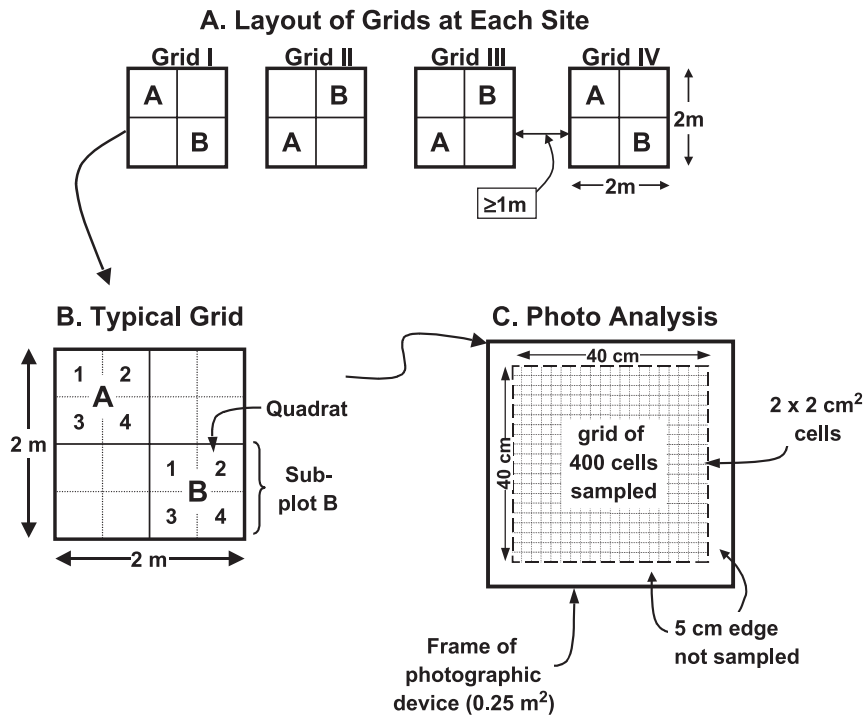 A. Layout of Grids at Each Site
Grid I
Grid II
Grid III
Grid IV
A
B
B
A
B
A
A
B
2m
2m
≥1m
B. Typical Grid
1 2
A
3 4
1 2
B
3 4
2 m
2 m
Quadrat
Sub-
plot B
C. Photo Analysis
40 cm
40 cm
grid of
400 cells
sampled
2 x 2 cm²
cells
5 cm edge
not sampled
Frame of
photographic
device (0.25 m²)